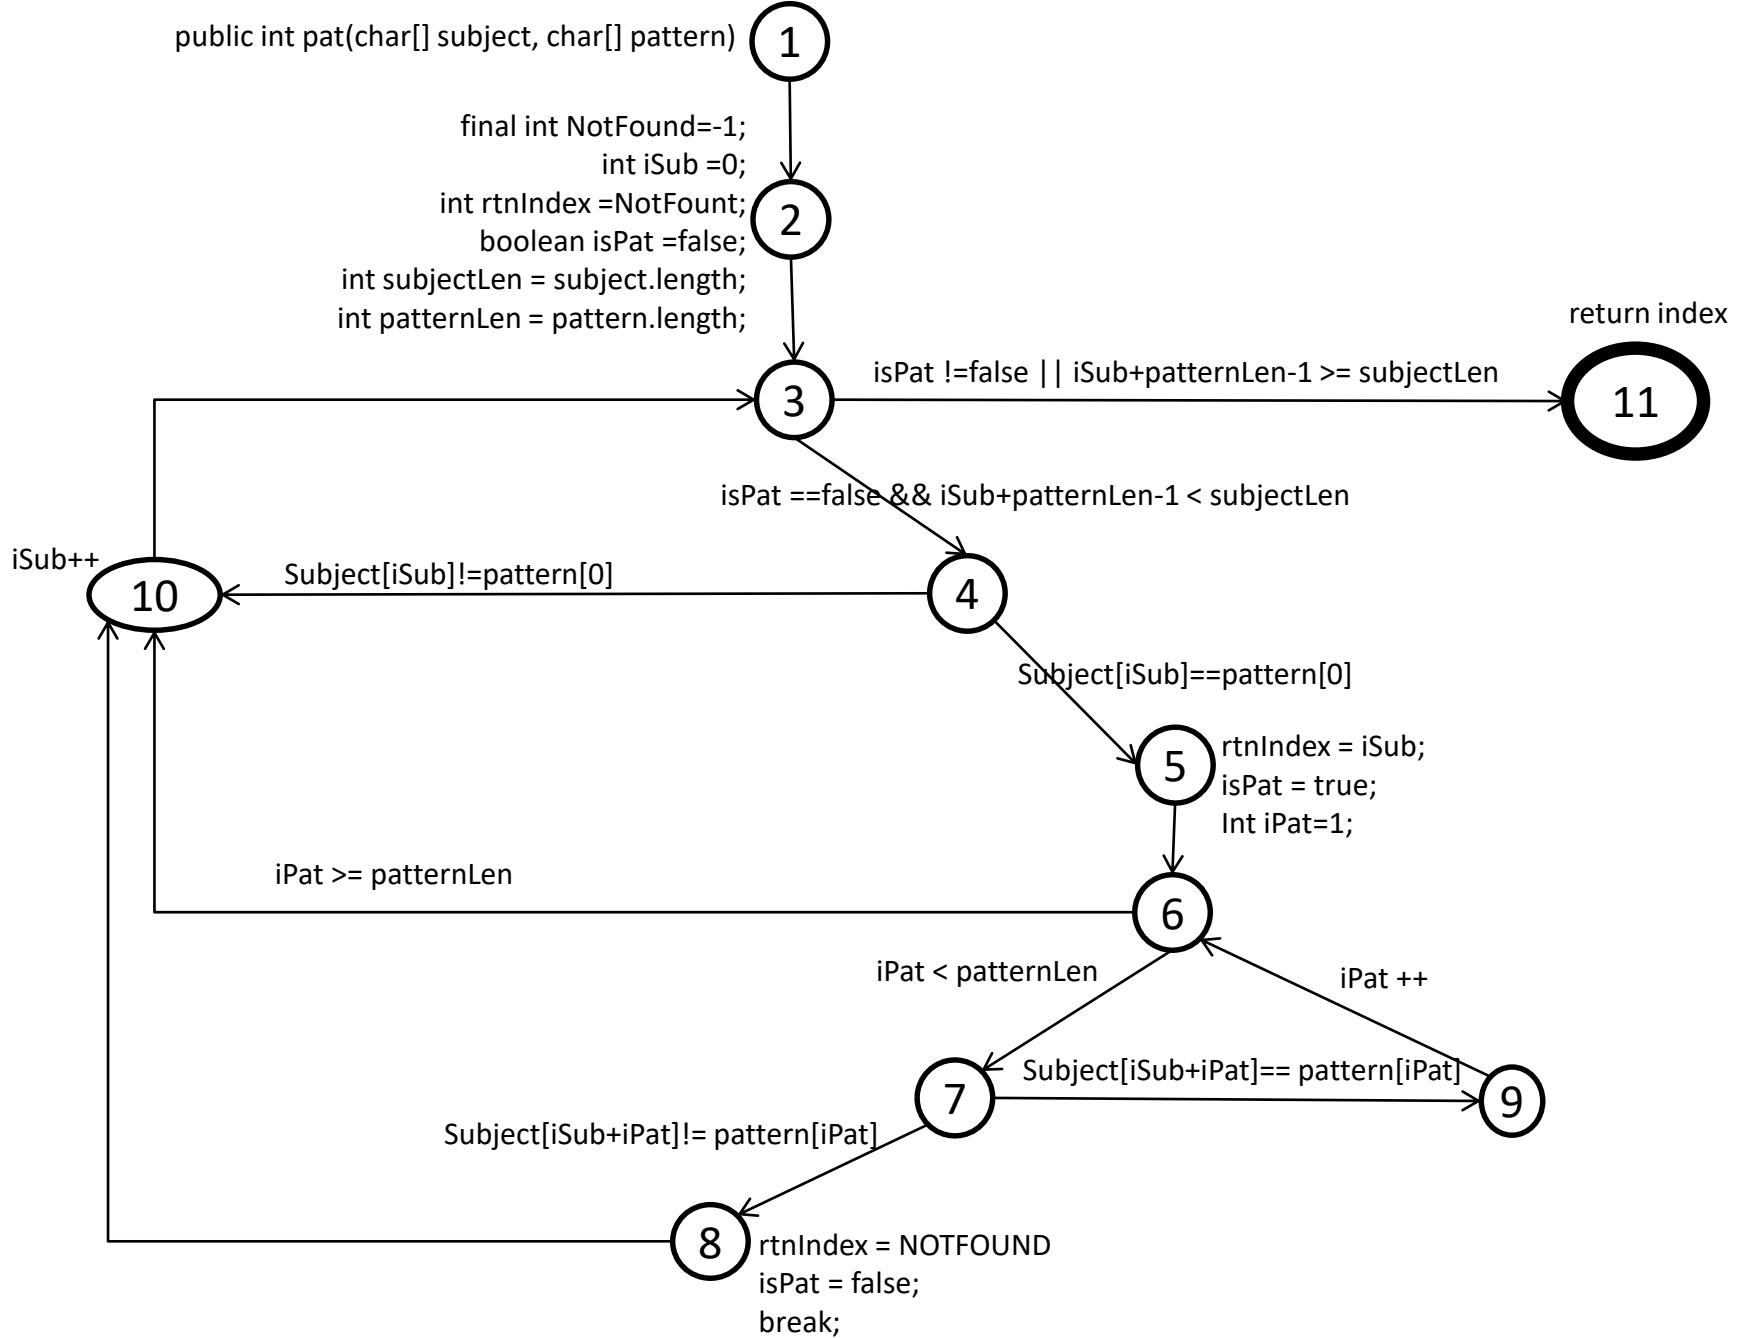 public int pat(char[] subject, char[] pattern)
1
final int NotFound=-1;
int iSub =0;
int rtnIndex =NotFount;
boolean isPat =false;
int subjectLen = subject.length;
int patternLen = pattern.length;
2
return index
isPat !=false || iSub+patternLen-1 >= subjectLen
3
11
isPat ==false && iSub+patternLen-1 < subjectLen
iSub++
10
Subject[iSub]!=pattern[0]
4
Subject[iSub]==pattern[0]
5
rtnIndex = iSub;
isPat = true;
Int iPat=1;
iPat >= patternLen
6
iPat < patternLen
iPat ++
Subject[iSub+iPat]== pattern[iPat]
7
9
Subject[iSub+iPat]!= pattern[iPat]
8
rtnIndex = NOTFOUND
isPat = false;
break;